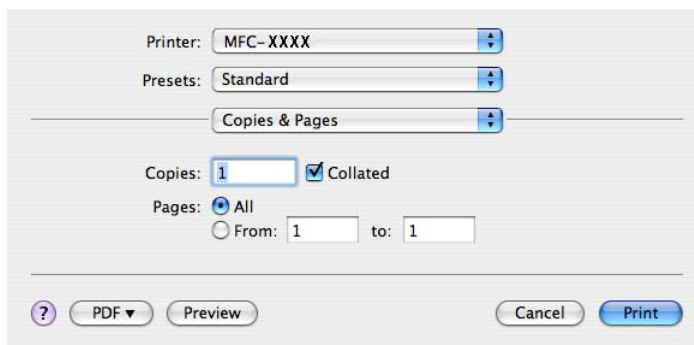 Printer: MFC-XXXX
Presets: Standard
Copies & Pages
Copies: 1 Collated
Pages: All
From: 1 to: 1
? PDF▼ Preview Cancel Print